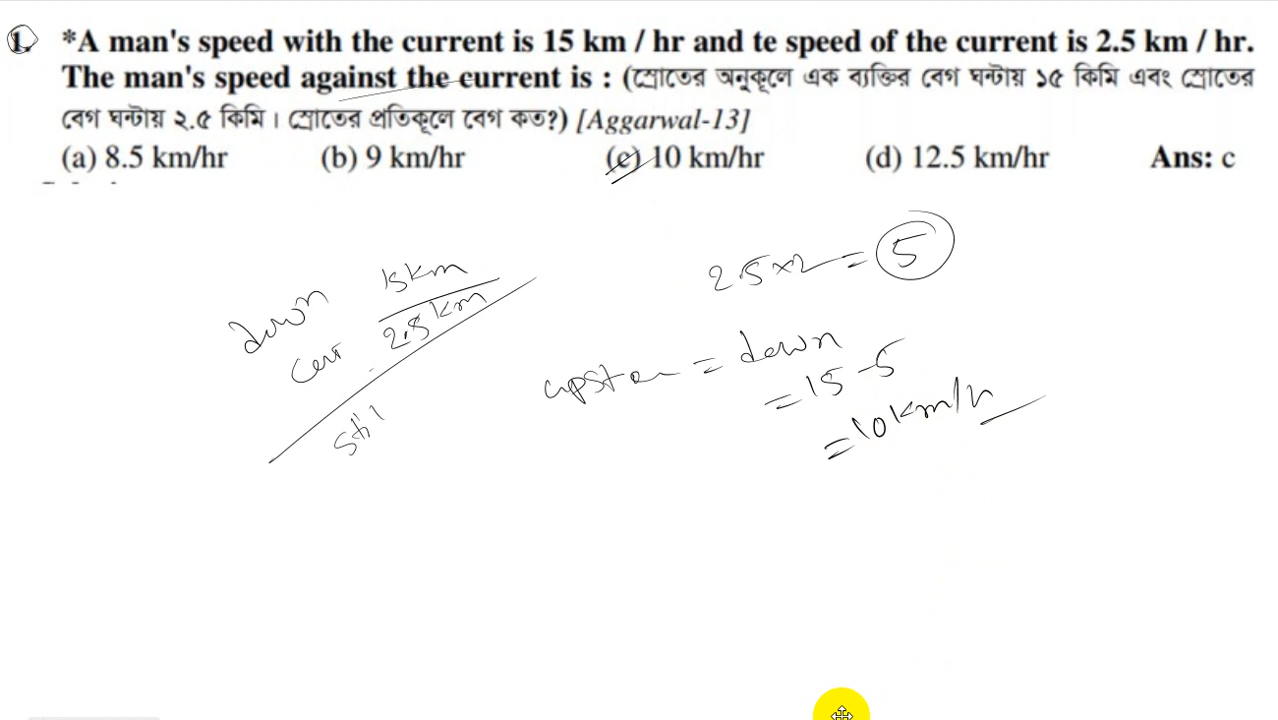 1. *A man's speed with the current is 15 km / hr and te speed of the current is 2.5 km / hr.
The man's speed against the current is : (স্রোতের অনুকূলে এক ব্যক্তির বেগ ঘন্টায় ১৫ কিমি এবং স্রোতের
বেগ ঘন্টায় ২.৫ কিমি। স্রোতের প্রতিকূলে বেগ কত?) [Aggarwal-13]
(a) 8.5 km/hr (b) 9 km/hr (c) 10 km/hr (d) 12.5 km/hr Ans: c
2.5×2 = 5
down 15km
2.5km
= down
= 15 - 5
= 10km/h